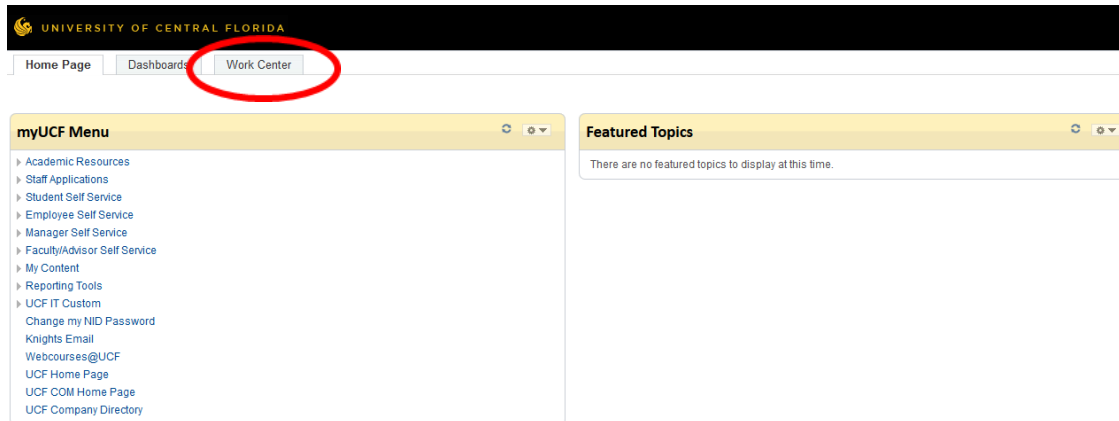 UNIVERSITY OF CENTRAL FLORIDA
Home Page Dashboards Work Center
myUCF Menu
Academic Resources
Staff Applications
Student Self Service
Employee Self Service
Manager Self Service
Faculty/Advisor Self Service
My Content
Reporting Tools
UCF IT Custom
Change my NID Password
Knights Email
Webcourses@UCF
UCF Home Page
UCF COM Home Page
UCF Company Directory
Featured Topics
There are no featured topics to display at this time.